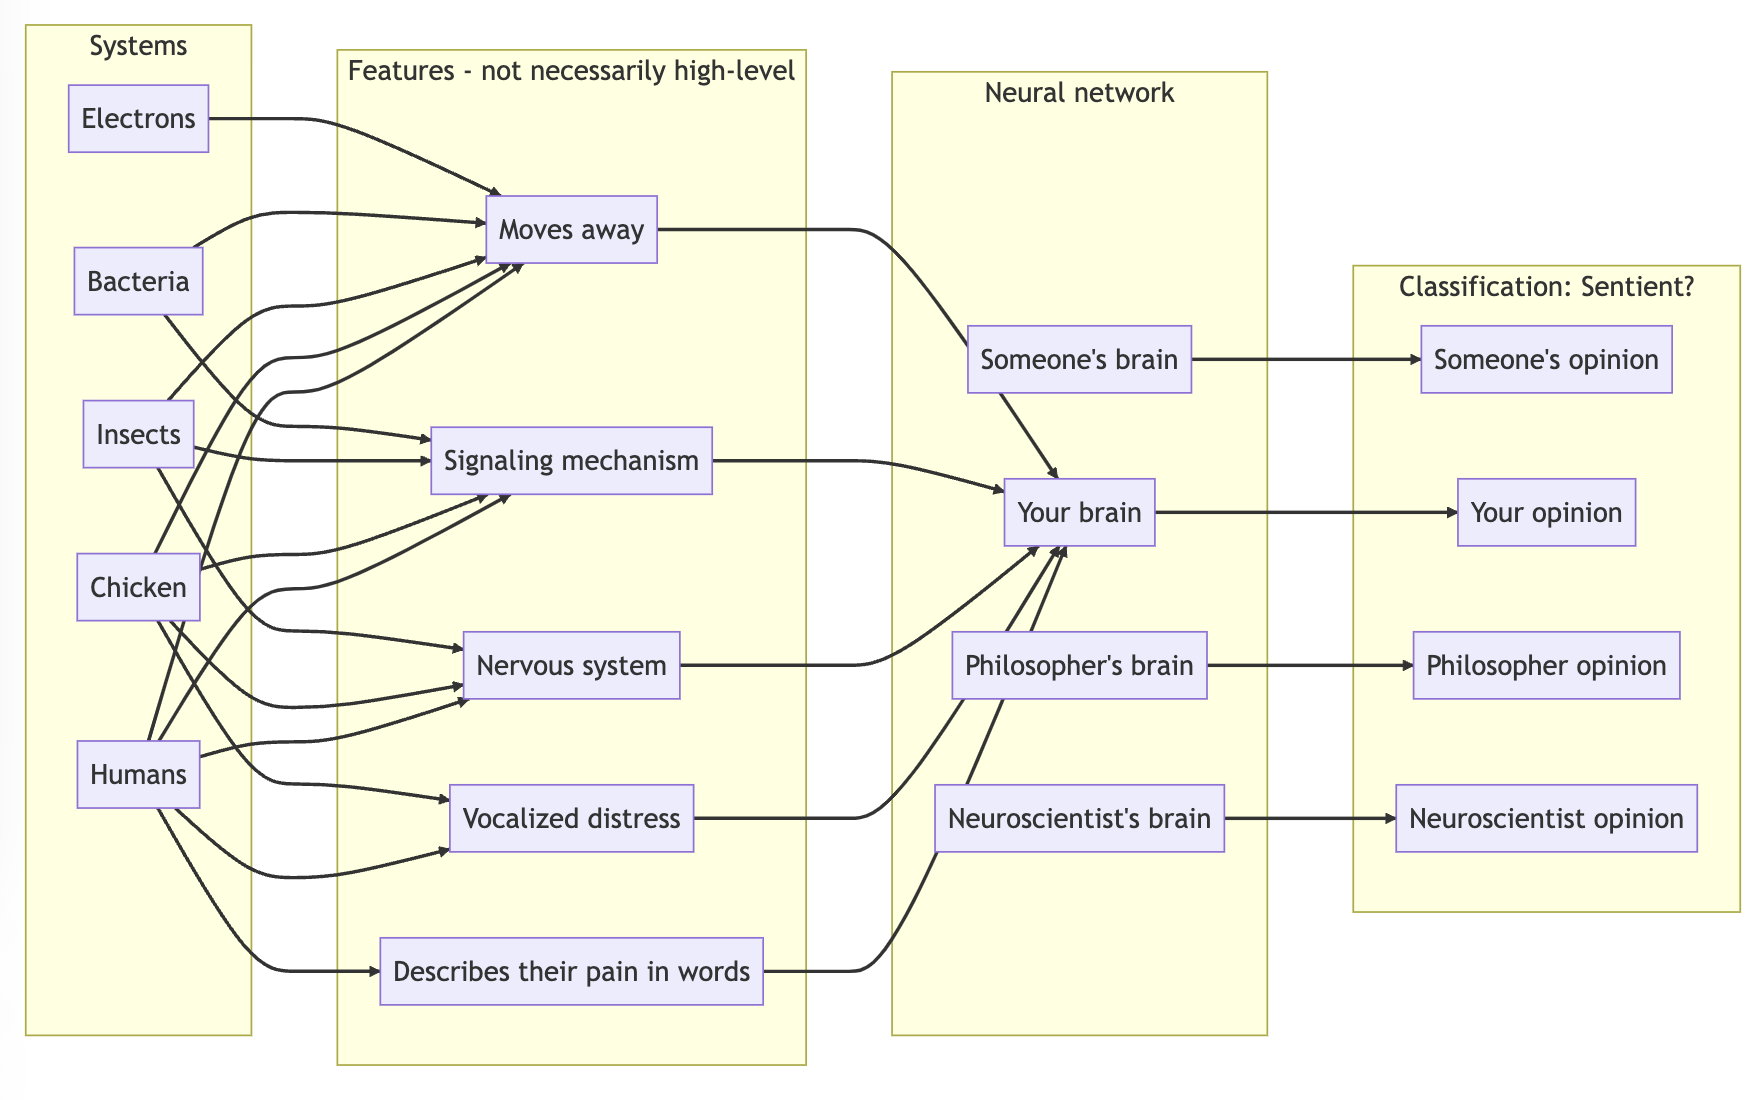 Systems
Electrons
Bacteria
Insects
Chicken
Humans
Features - not necessarily high-level
Moves away
Signaling mechanism
Nervous system
Vocalized distress
Describes their pain in words
Neural network
Someone's brain
Your brain
Philosopher's brain
Neuroscientist's brain
Classification: Sentient?
Someone's opinion
Your opinion
Philosopher opinion
Neuroscientist opinion